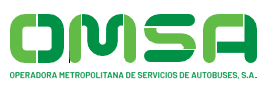 OMSA
OPERADORA METROPOLITANA DE SERVICIOS DE AUTOBUSES, S.A.